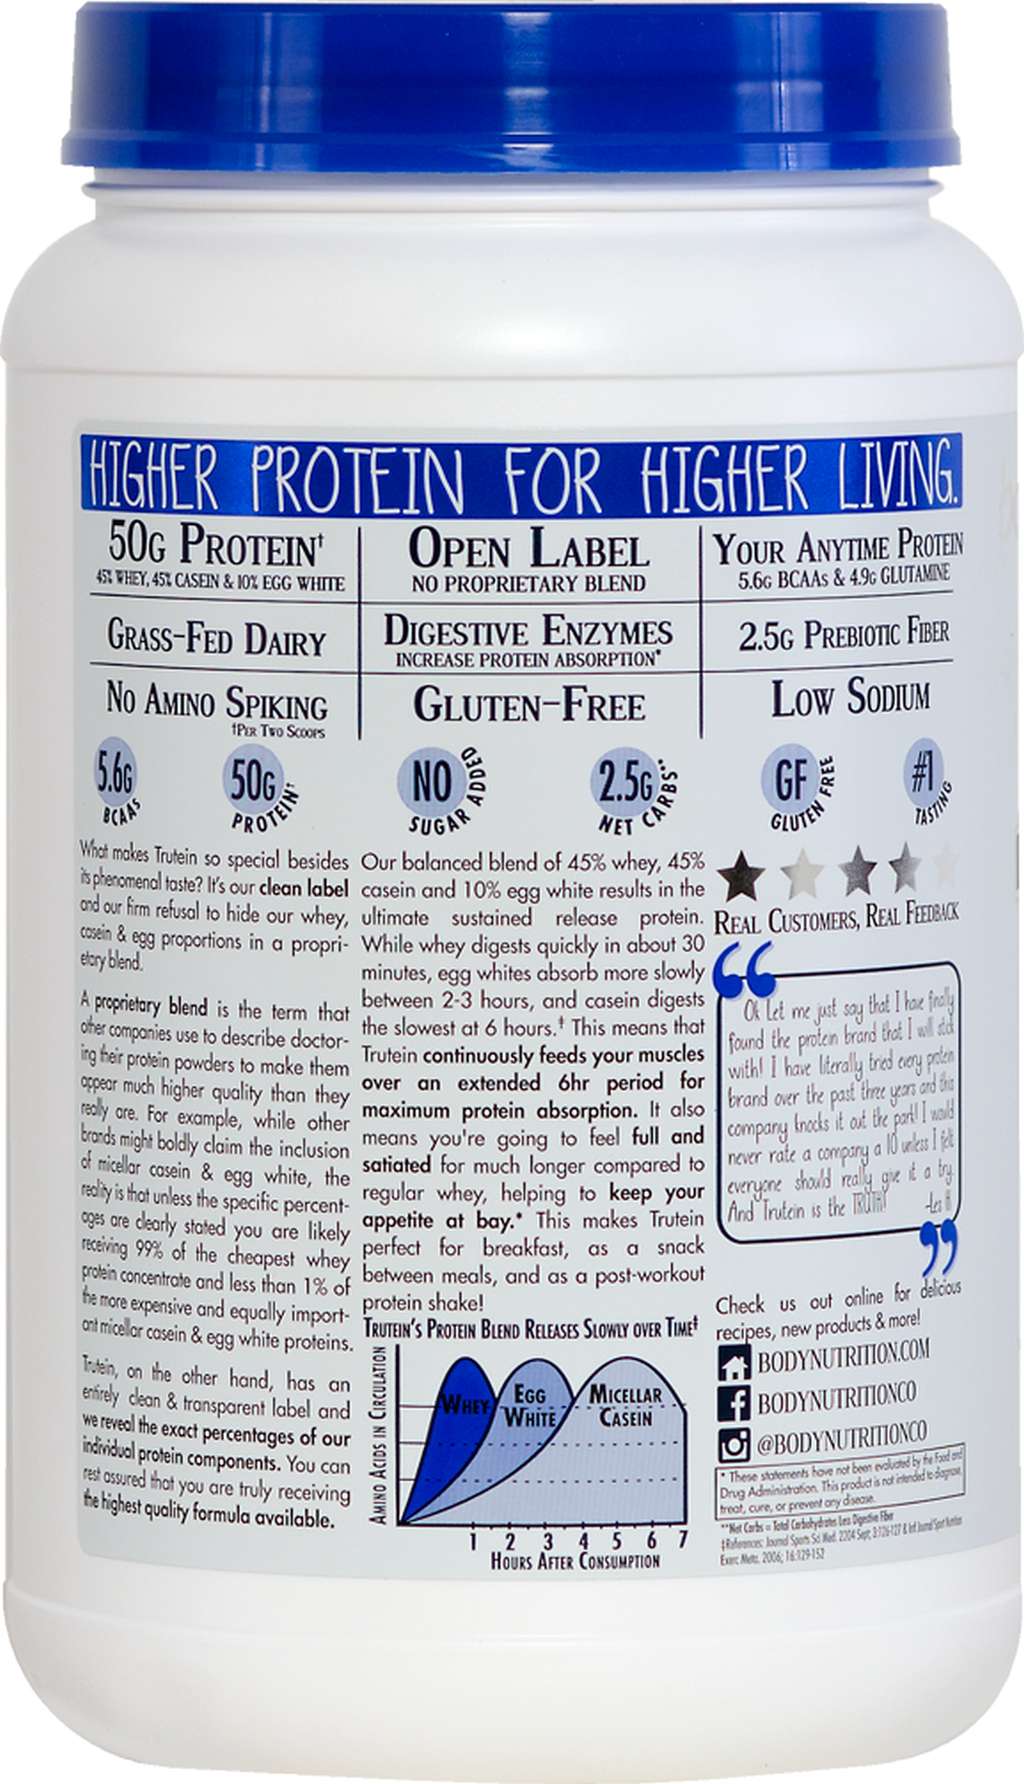 HIGHER PROTEIN FOR HIGHER LIVING.
50G PROTEIN†
45% WHEY, 45% CASEIN & 10% EGG WHITE
OPEN LABEL
NO PROPRIETARY BLEND
YOUR ANYTIME PROTEIN
5.6G BCAAS & 4.9G GLUTAMINE
GRASS-FED DAIRY
DIGESTIVE ENZYMES
INCREASE PROTEIN ABSORPTION*
2.5G PREBIOTIC FIBER
NO AMINO SPIKING
†PER TWO SCOOPS
GLUTEN-FREE
LOW SODIUM
5.6G
BCAAS
50G
PROTEIN†
NO
SUGAR ADDED
2.5G
NET CARBS**
GF
GLUTEN FREE
#1
TASTING
What makes Trutein so special besides
its phenomenal taste? It's our clean label
and our firm refusal to hide our whey,
casein & egg proportions in a propri-
etary blend.
A proprietary blend is the term that
other companies use to describe doctor-
ing their protein powders to make them
appear much higher quality than they
really are. For example, while other
brands might boldly claim the inclusion
of micellar casein & egg white, the
reality is that unless the specific percent-
ages are clearly stated you are likely
receiving 99% of the cheapest whey
protein concentrate and less than 1% of
the more expensive and equally import-
ant micellar casein & egg white proteins.
Trutein, on the other hand, has an
entirely clean & transparent label and
we reveal the exact percentages of our
individual protein components. You can
rest assured that you are truly receiving
the highest quality formula available.
Our balanced blend of 45% whey, 45%
casein and 10% egg white results in the
ultimate sustained release protein.
While whey digests quickly in about 30
minutes, egg whites absorb more slowly
between 2-3 hours, and casein digests
the slowest at 6 hours.‡ This means that
Trutein continuously feeds your muscles
over an extended 6hr period for
maximum protein absorption. It also
means you're going to feel full and
satiated for much longer compared to
regular whey, helping to keep your
appetite at bay.* This makes Trutein
perfect for breakfast, as a snack
between meals, and as a post-workout
protein shake!
TRUTEIN'S PROTEIN BLEND RELEASES SLOWLY OVER TIME‡
AMINO ACIDS IN CIRCULATION
WHEY
EGG
WHITE
MICELLAR
CASEIN
1 2 3 4 5 6 7
HOURS AFTER CONSUMPTION
REAL CUSTOMERS, REAL FEEDBACK
Ok Let me just say that I have finally
found the protein brand that I will stick
with! I have literally tried every protein
brand over the past three years and this
company knocks it out the park! I would
never rate a company a 10 unless I felt
everyone should really give it a try.
And Trutein is the TRUTH!
-Les H.
Check us out online for delicious
recipes, new products & more!
BODYNUTRITION.COM
BODYNUTRITIONCO
@BODYNUTRITIONCO
* These statements have not been evaluated by the Food and
Drug Administration. This product is not intended to diagnose,
treat, cure, or prevent any disease.
**Net Carbs = Total Carbohydrates Less Digestive Fiber
‡References: Journal Sports Sci Med. 2204 Sept; 3:126-127 & Int Journal Sport Nutrition
Exerc Meta. 2006; 16:129-152